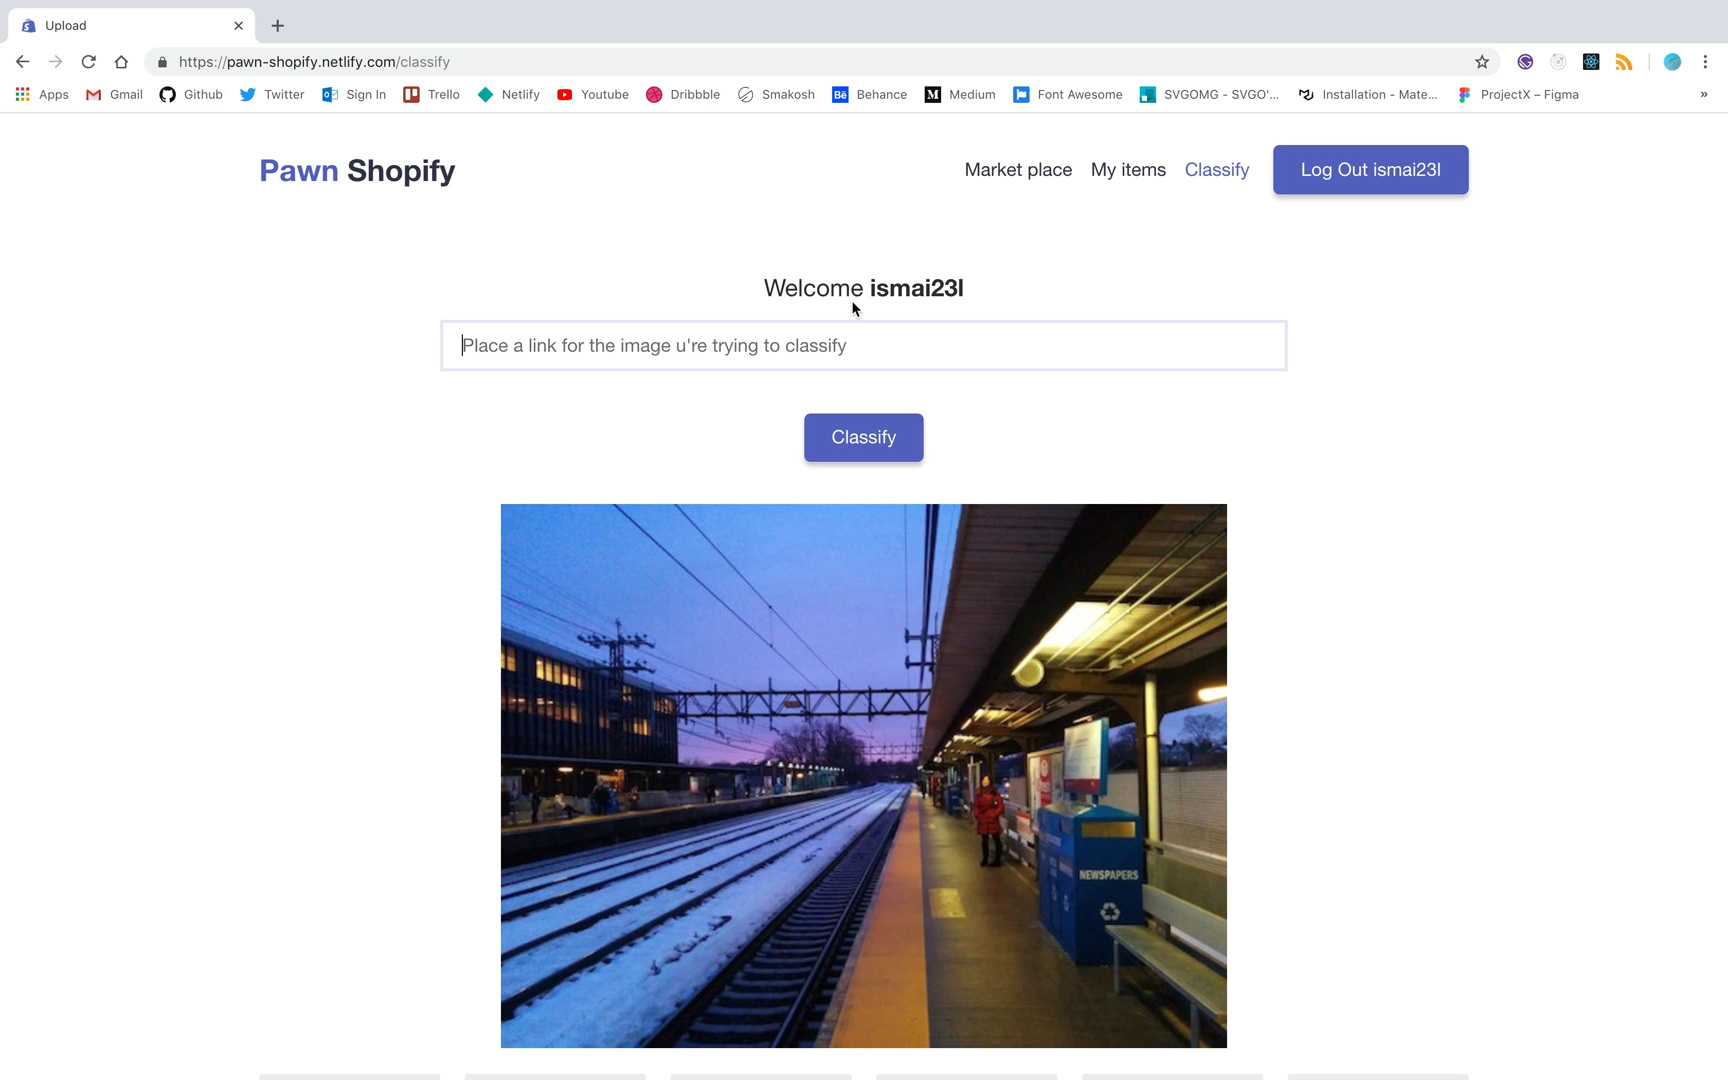 Upload
https://pawn-shopify.netlify.com/classify
Apps Gmail Github Twitter Sign In Trello Netlify Youtube Dribbble Smakosh Behance Medium Font Awesome SVGOMG - SVGO'... Installation - Mate... ProjectX – Figma »
Pawn Shopify Market place My items Classify Log Out ismai23l
Welcome ismai23l
Place a link for the image u're trying to classify
Classify
NEWSPAPERS